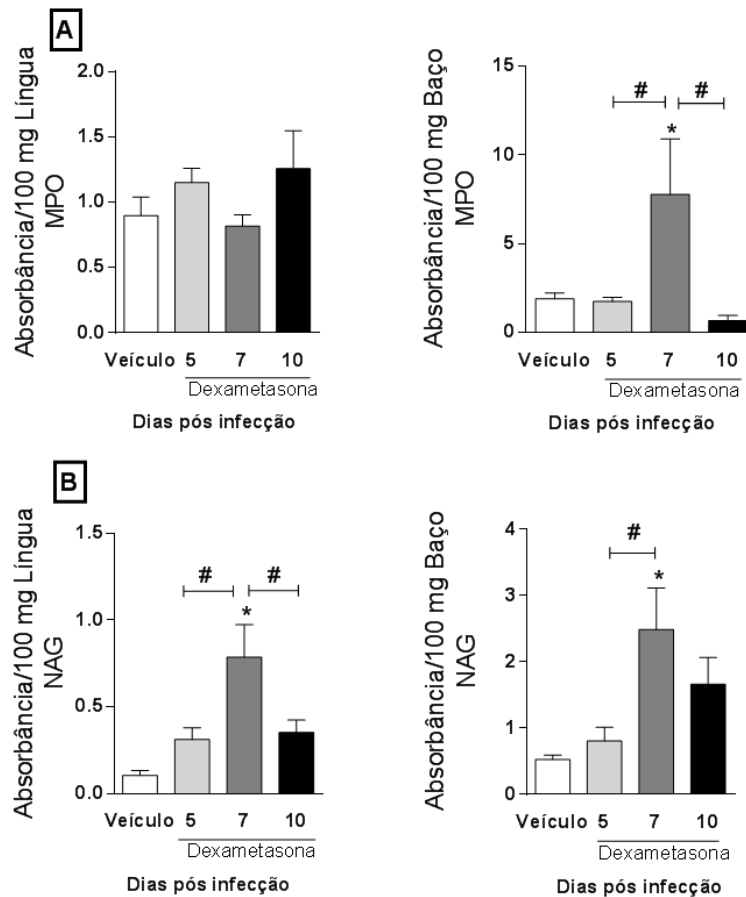 A
Absorbância/100 mg Língua
MPO
2.0
1.5
1.0
0.5
0.0
Veículo 5 7 10
Dexametasona
Dias pós infecção
Absorbância/100 mg Baço
MPO
15
10
5
0
# #
*
Veículo 5 7 10
Dexametasona
Dias pós infecção
B
Absorbância/100 mg Língua
NAG
1.5
1.0
0.5
0.0
# #
*
Veículo 5 7 10
Dexametasona
Dias pós infecção
Absorbância/100 mg Baço
NAG
4
3
2
1
0
#
*
Veículo 5 7 10
Dexametasona
Dias pós infecção